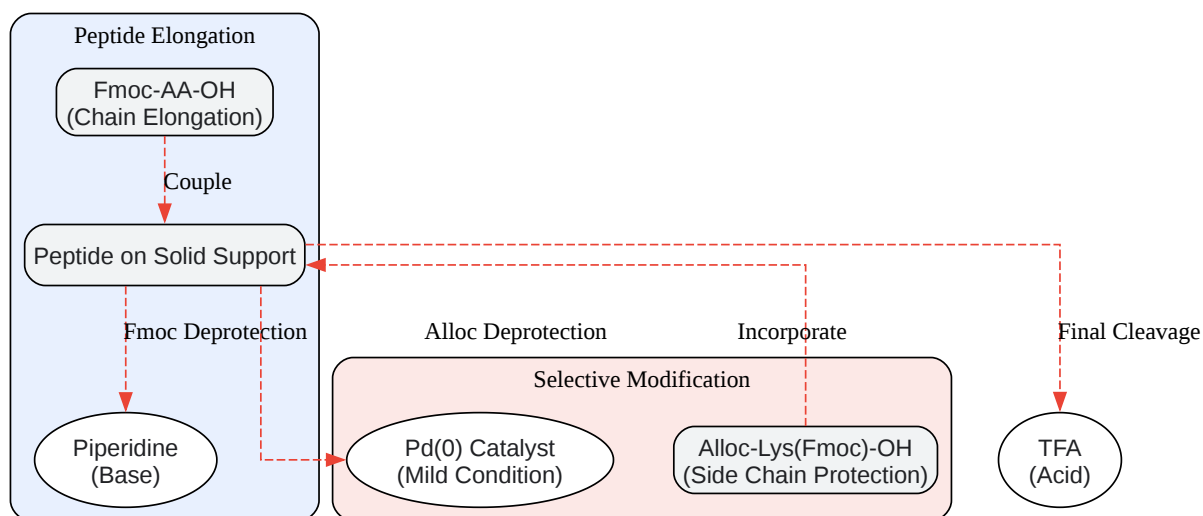 Peptide Elongation
Fmoc-AA-OH
(Chain Elongation)
Couple
Peptide on Solid Support
Fmoc Deprotection
Alloc Deprotection
Incorporate
Final Cleavage
Selective Modification
Piperidine
(Base)
Pd(0) Catalyst
(Mild Condition)
Alloc-Lys(Fmoc)-OH
(Side Chain Protection)
TFA
(Acid)